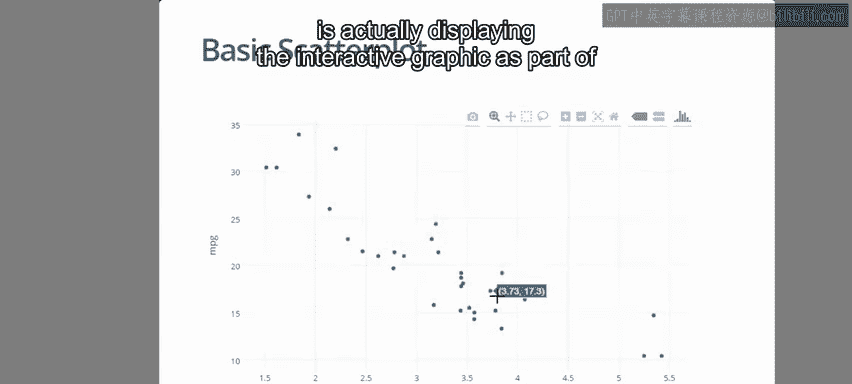 GPT中英字幕课程资源@bilibili.com
is actually displaying
Basic Scatterplot
the interactive graphic as part of
35
30
25
20
15
10
mpg
(3.73, 17.3)
1.5 2 2.5 3 3.5 4 4.5 5 5.5